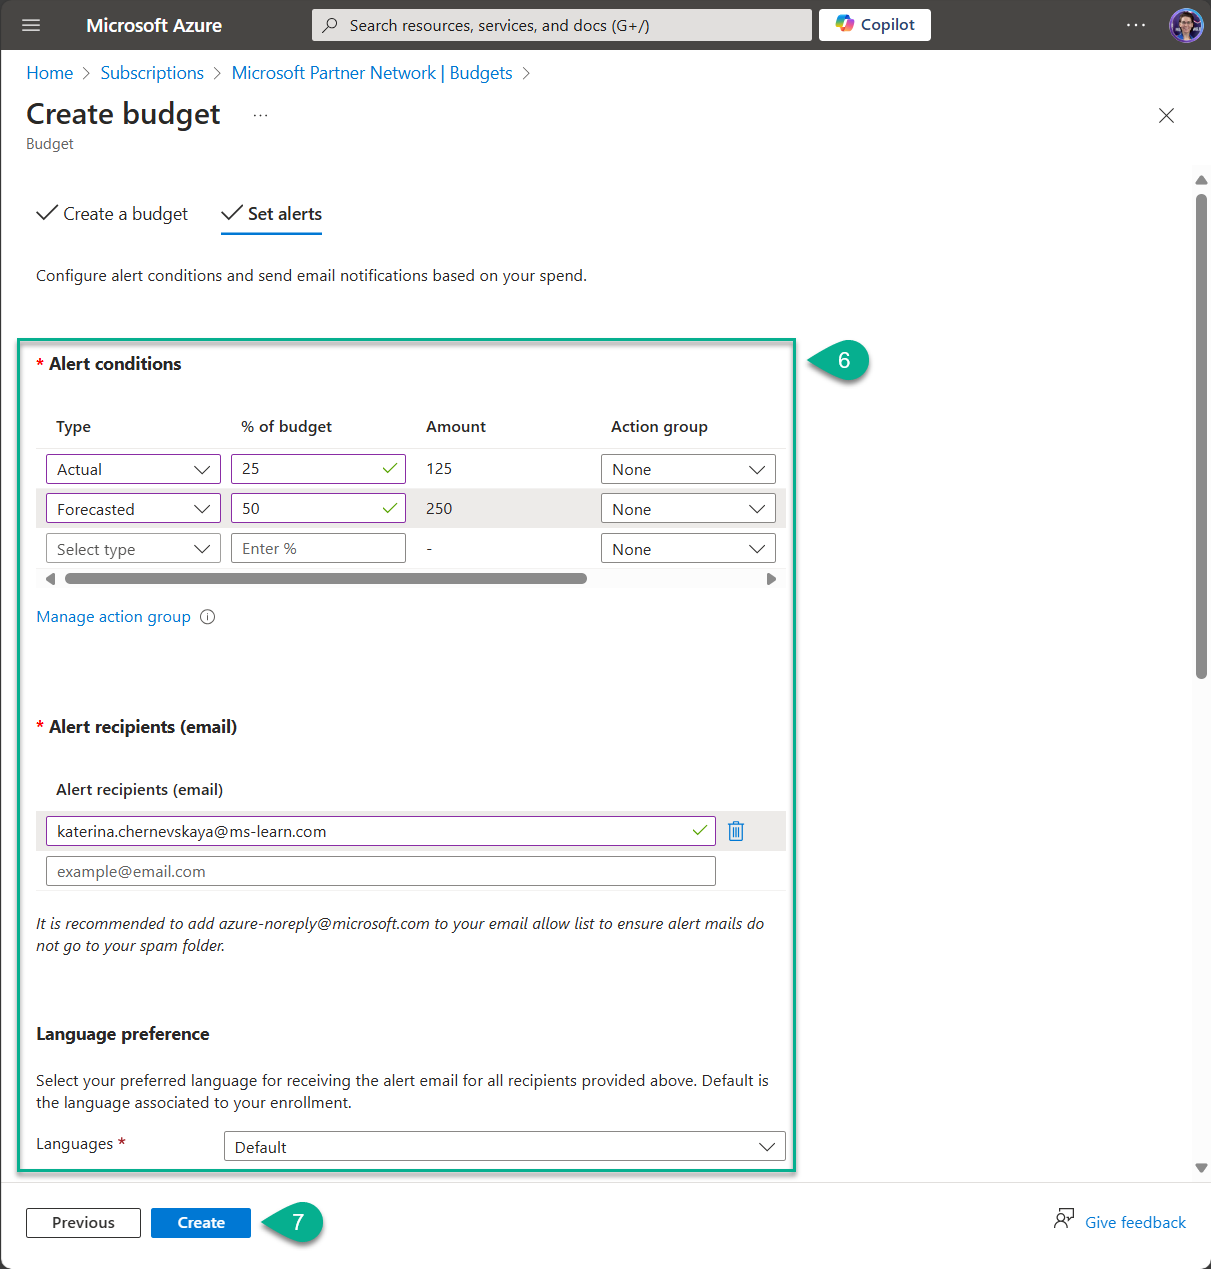 Microsoft Azure
Search resources, services, and docs (G+/)
Copilot
Home > Subscriptions > Microsoft Partner Network | Budgets >
Create budget ...
Budget
Create a budget
Set alerts
Configure alert conditions and send email notifications based on your spend.
* Alert conditions
6
Type % of budget Amount Action group
Actual 25 125 None
Forecasted 50 250 None
Select type Enter % - None
Manage action group
* Alert recipients (email)
Alert recipients (email)
katerina.chernevskaya@ms-learn.com
example@email.com
It is recommended to add azure-noreply@microsoft.com to your email allow list to ensure alert mails do
not go to your spam folder.
Language preference
Select your preferred language for receiving the alert email for all recipients provided above. Default is
the language associated to your enrollment.
Languages * Default
Previous Create 7 Give feedback